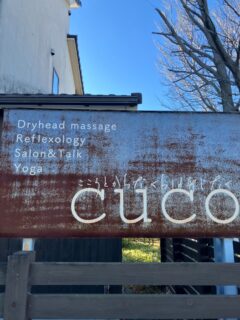 Dryhead massage
Reflexology
Salon&Talk
Yoga
cuco